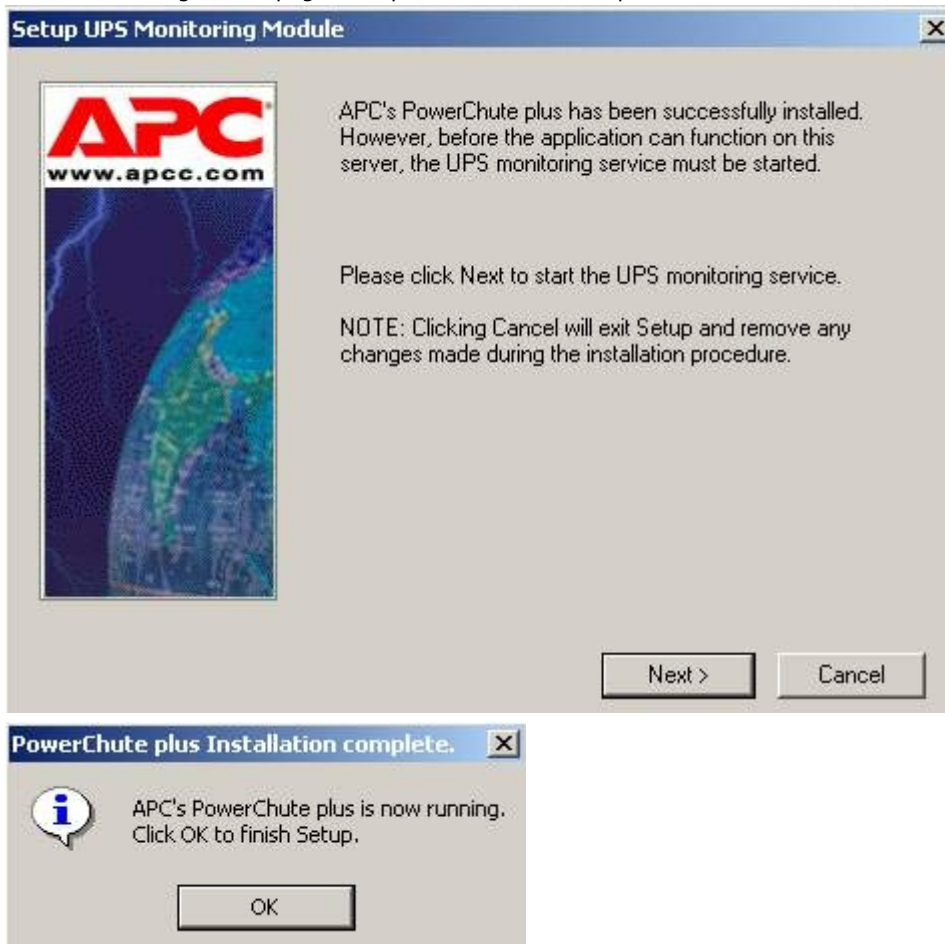 Setup UPS Monitoring Module
APC
www.apcc.com
APC's PowerChute plus has been successfully installed.
However, before the application can function on this
server, the UPS monitoring service must be started.
Please click Next to start the UPS monitoring service.
NOTE: Clicking Cancel will exit Setup and remove any
changes made during the installation procedure.
Next >
Cancel
PowerChute plus Installation complete.
APC's PowerChute plus is now running.
Click OK to finish Setup.
OK